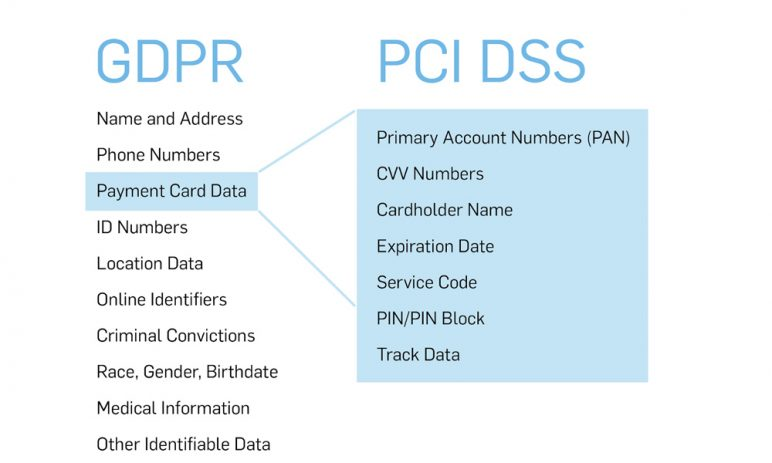 GDPR
Name and Address
Phone Numbers
Payment Card Data
ID Numbers
Location Data
Online Identifiers
Criminal Convictions
Race, Gender, Birthdate
Medical Information
Other Identifiable Data
PCI DSS
Primary Account Numbers (PAN)
CVV Numbers
Cardholder Name
Expiration Date
Service Code
PIN/PIN Block
Track Data